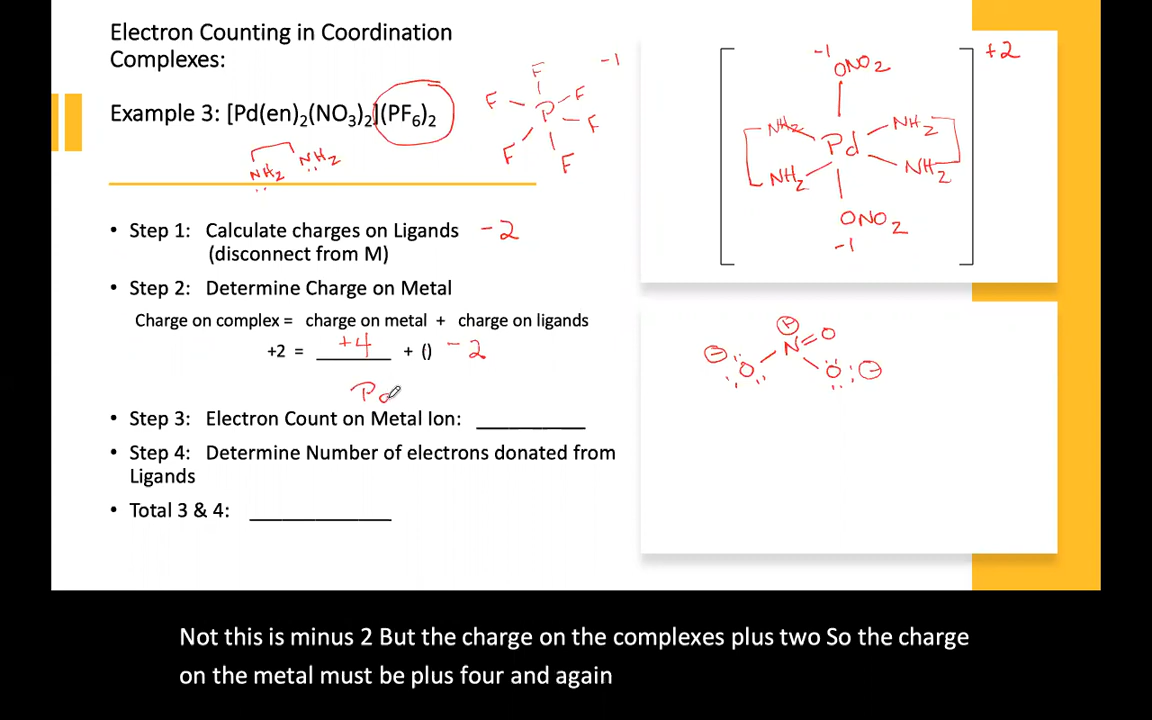 Electron Counting in Coordination
Complexes:
Example 3: [Pd(en)₂(NO₃)₂](PF₆)₂
NH₂ NH₂
F -1
F F
P
F F
F
• Step 1: Calculate charges on Ligands -2
(disconnect from M)
• Step 2: Determine Charge on Metal
Charge on complex = charge on metal + charge on ligands
+2 = +4 + () -2
Pd
• Step 3: Electron Count on Metal Ion: ________
• Step 4: Determine Number of electrons donated from
Ligands
• Total 3 & 4: ________
-1 +2
ONO₂
NH₂ NH₂
Pd
NH₂ NH₂
ONO₂
-1
+
⊖ N O
O O ⊖
Not this is minus 2 But the charge on the complexes plus two So the charge
on the metal must be plus four and again